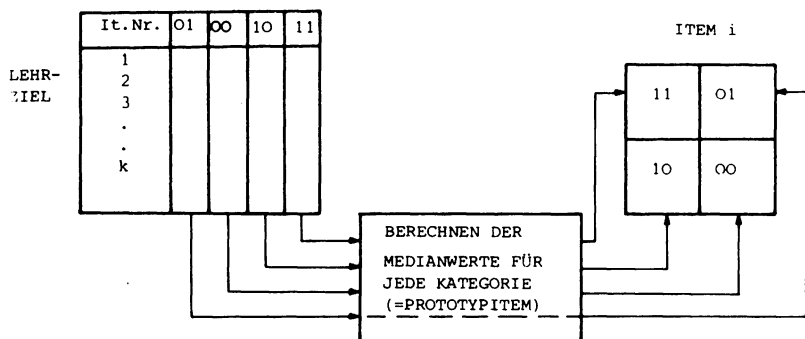 It.Nr. 01 00 10 11
LEHR-
ZIEL
1
2
3
.
.
k
ITEM i
11 01
10 00
BERECHNEN DER
MEDIANWERTE FÜR
JEDE KATEGORIE
(=PROTOTYPITEM)